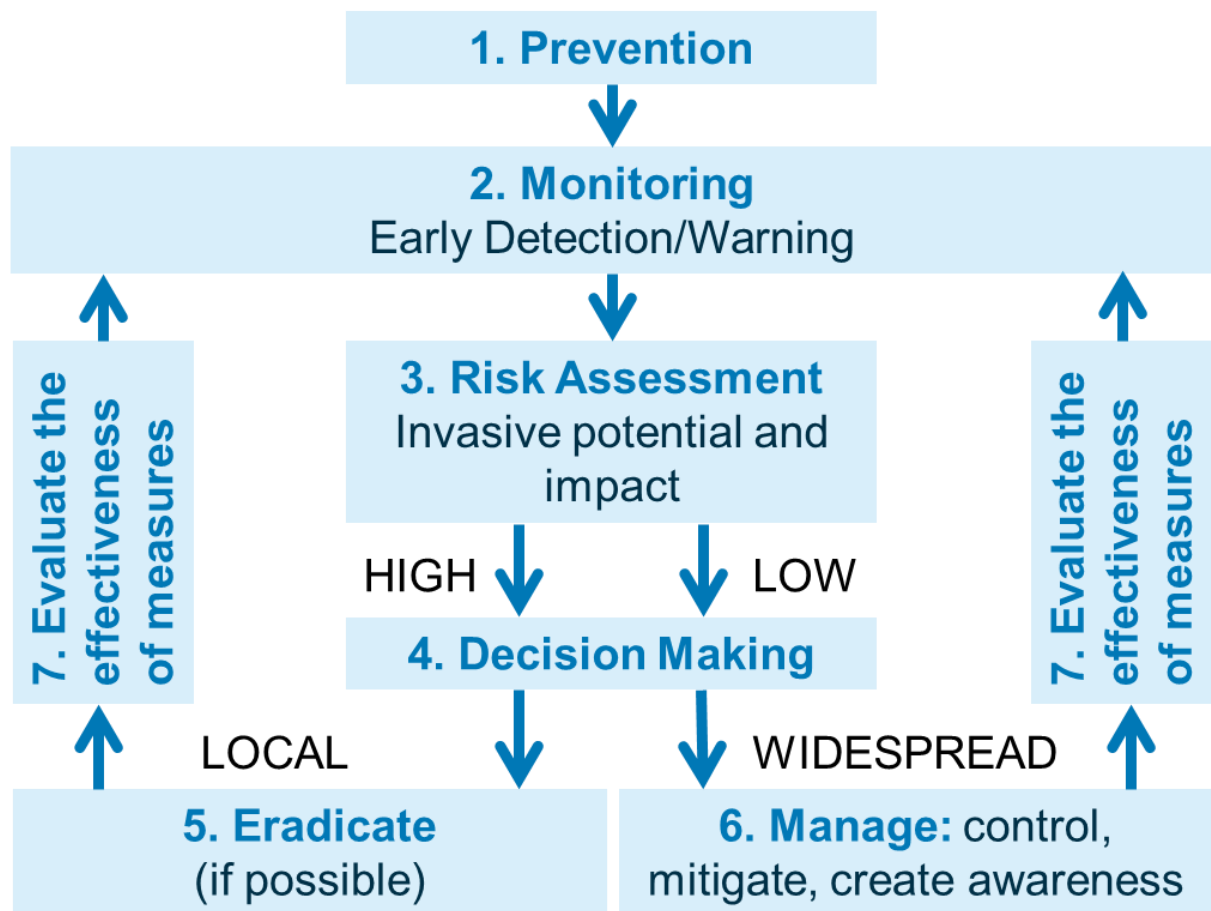 1. Prevention
2. Monitoring
Early Detection/Warning
3. Risk Assessment
Invasive potential and
impact
7. Evaluate the
effectiveness
of measures
7. Evaluate the
effectiveness
of measures
HIGH
LOW
4. Decision Making
LOCAL
WIDESPREAD
5. Eradicate
(if possible)
6. Manage: control,
mitigate, create awareness